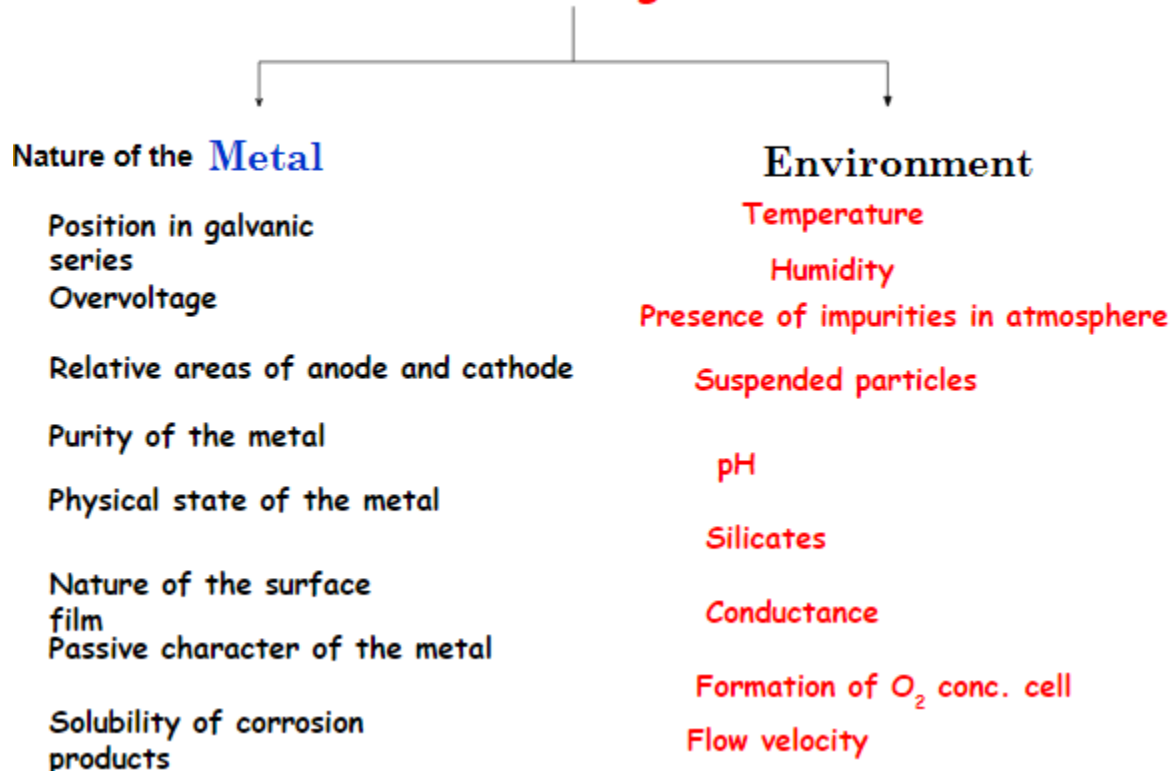 Nature of the Metal
Position in galvanic
series
Overvoltage
Relative areas of anode and cathode
Purity of the metal
Physical state of the metal
Nature of the surface
film
Passive character of the metal
Solubility of corrosion
products
Environment
Temperature
Humidity
Presence of impurities in atmosphere
Suspended particles
pH
Silicates
Conductance
Formation of O₂ conc. cell
Flow velocity